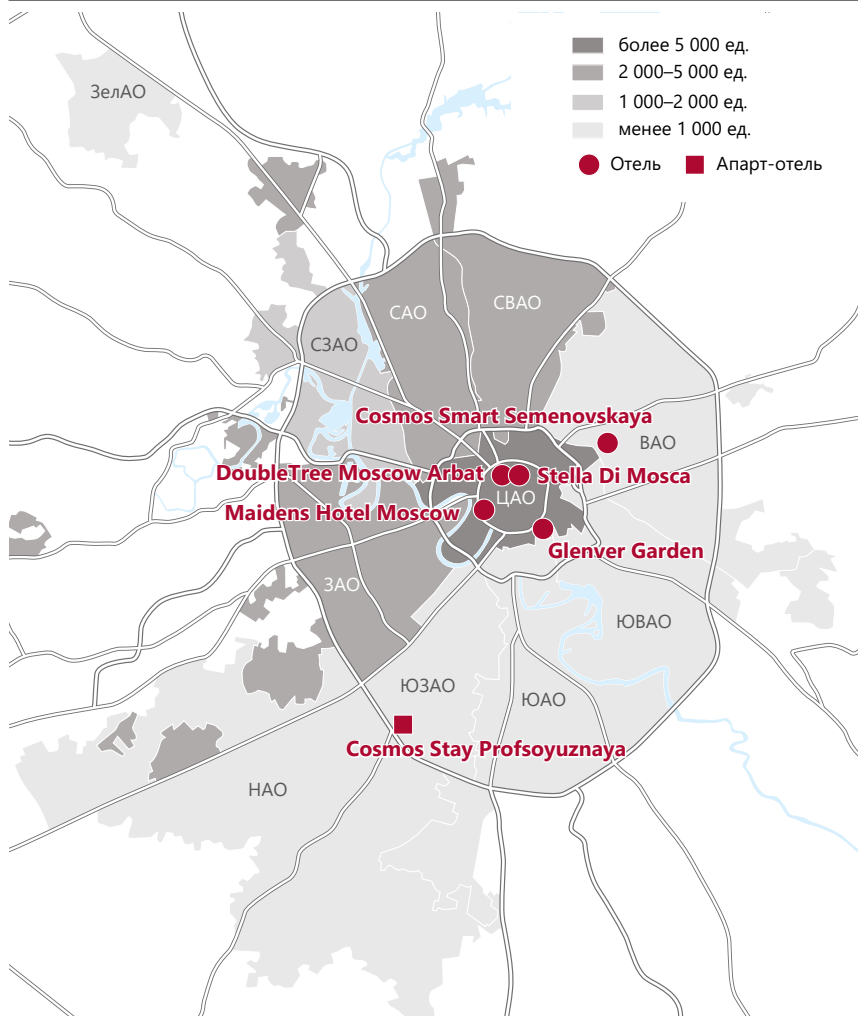 более 5 000 ед.
2 000–5 000 ед.
1 000–2 000 ед.
менее 1 000 ед.
Отель
Апарт-отель
ЗелАО
САО
СВАО
СЗАО
Cosmos Smart Semenovskaya
ВАО
DoubleTree Moscow Arbat
Stella Di Mosca
ЦАО
Maidens Hotel Moscow
Glenver Garden
ЗАО
ЮВАО
ЮЗАО
ЮАО
Cosmos Stay Profsoyuznaya
НАО